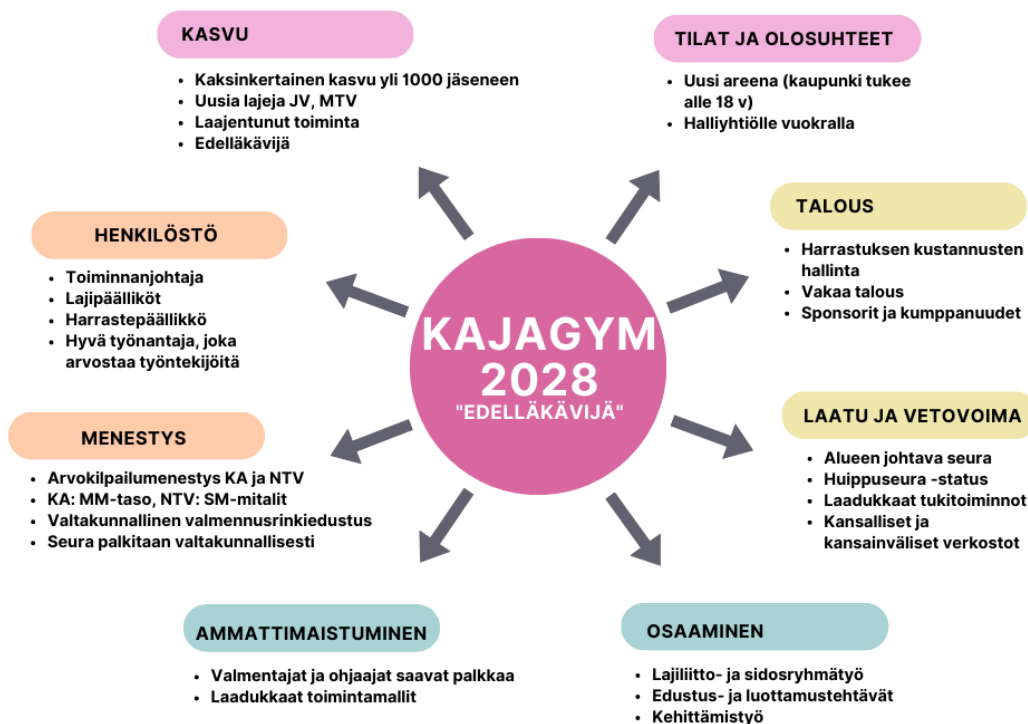 KASVU
• Kaksinkertainen kasvu yli 1000 jäseneen
• Uusia lajeja JV, MTV
• Laajentunut toiminta
• Edelläkävijä
TILAT JA OLOSUHTEET
• Uusi areena (kaupunki tukee
alle 18 v)
• Halliyhtiölle vuokralla
HENKILÖSTÖ
• Toiminnanjohtaja
• Lajipäälliköt
• Harrastepäällikkö
• Hyvä työnantaja, joka
arvostaa työntekijöitä
TALOUS
• Harrastuksen kustannusten
hallinta
• Vakaa talous
• Sponsorit ja kumppanuudet
KAJAGYM
2028
"EDELLÄKÄVIJÄ"
MENESTYS
• Arvokilpailumenestys KA ja NTV
• KA: MM-taso, NTV: SM-mitalit
• Valtakunnallinen valmennusrinkiedustus
• Seura palkitaan valtakunnallisesti
LAATU JA VETOVOIMA
• Alueen johtava seura
• Huippuseura -status
• Laadukkaat tukitoiminnot
• Kansalliset ja
kansainväliset verkostot
AMMATTIMAISTUMINEN
• Valmentajat ja ohjaajat saavat palkkaa
• Laadukkaat toimintamallit
OSAAMINEN
• Lajiliitto- ja sidosryhmätyö
• Edustus- ja luottamustehtävät
• Kehittämistyö